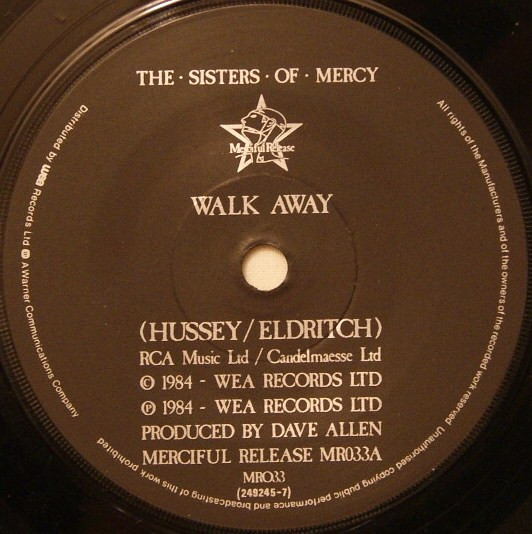 THE · SISTERS · OF · MERCY
Merciful Release
WALK AWAY
(HUSSEY/ELDRITCH)
RCA Music Ltd / Candelmaesse Ltd
© 1984 - WEA RECORDS LTD
℗ 1984 - WEA RECORDS LTD
PRODUCED BY DAVE ALLEN
MERCIFUL RELEASE MR033A
MR033
(249245-7)
Distributed by wea Records Ltd A Warner Communications Company
All rights of the Manufacturers and of the owners of the recorded work reserved Unauthorised copying public performance and broadcasting of this work prohibited